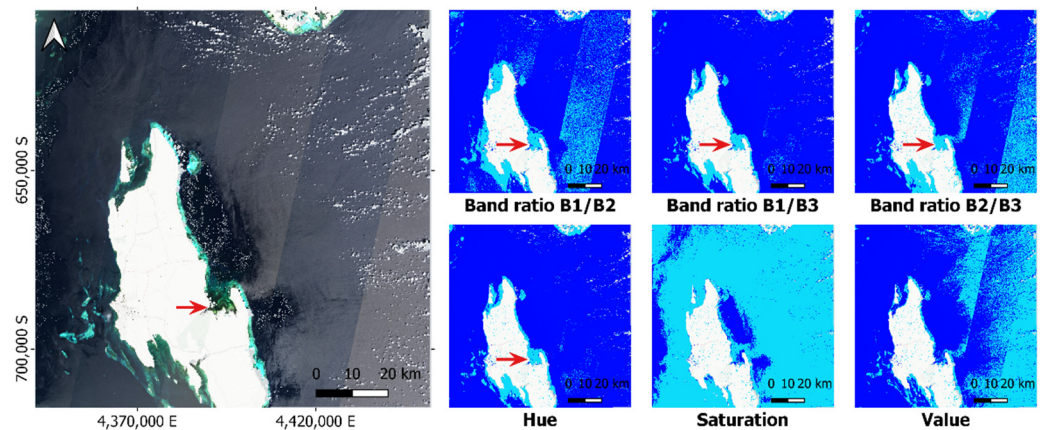 650,000 S
700,000 S
4,370,000 E
4,420,000 E
0 10 20 km
0 10 20 km
0 10 20 km
0 10 20 km
Band ratio B1/B2
Band ratio B1/B3
Band ratio B2/B3
0 10 20 km
0 10 20 km
0 10 20 km
Hue
Saturation
Value